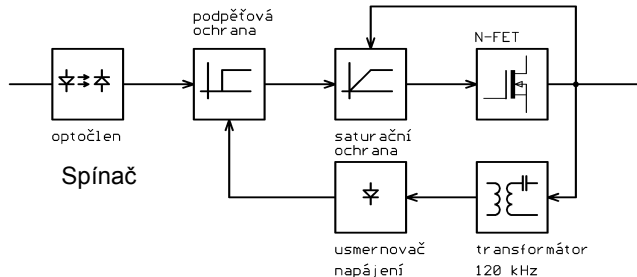 podpěťová
ochrana
N-FET
optočlen
saturační
ochrana
Spínač
usmernovač
napájení
transformátor
120 kHz